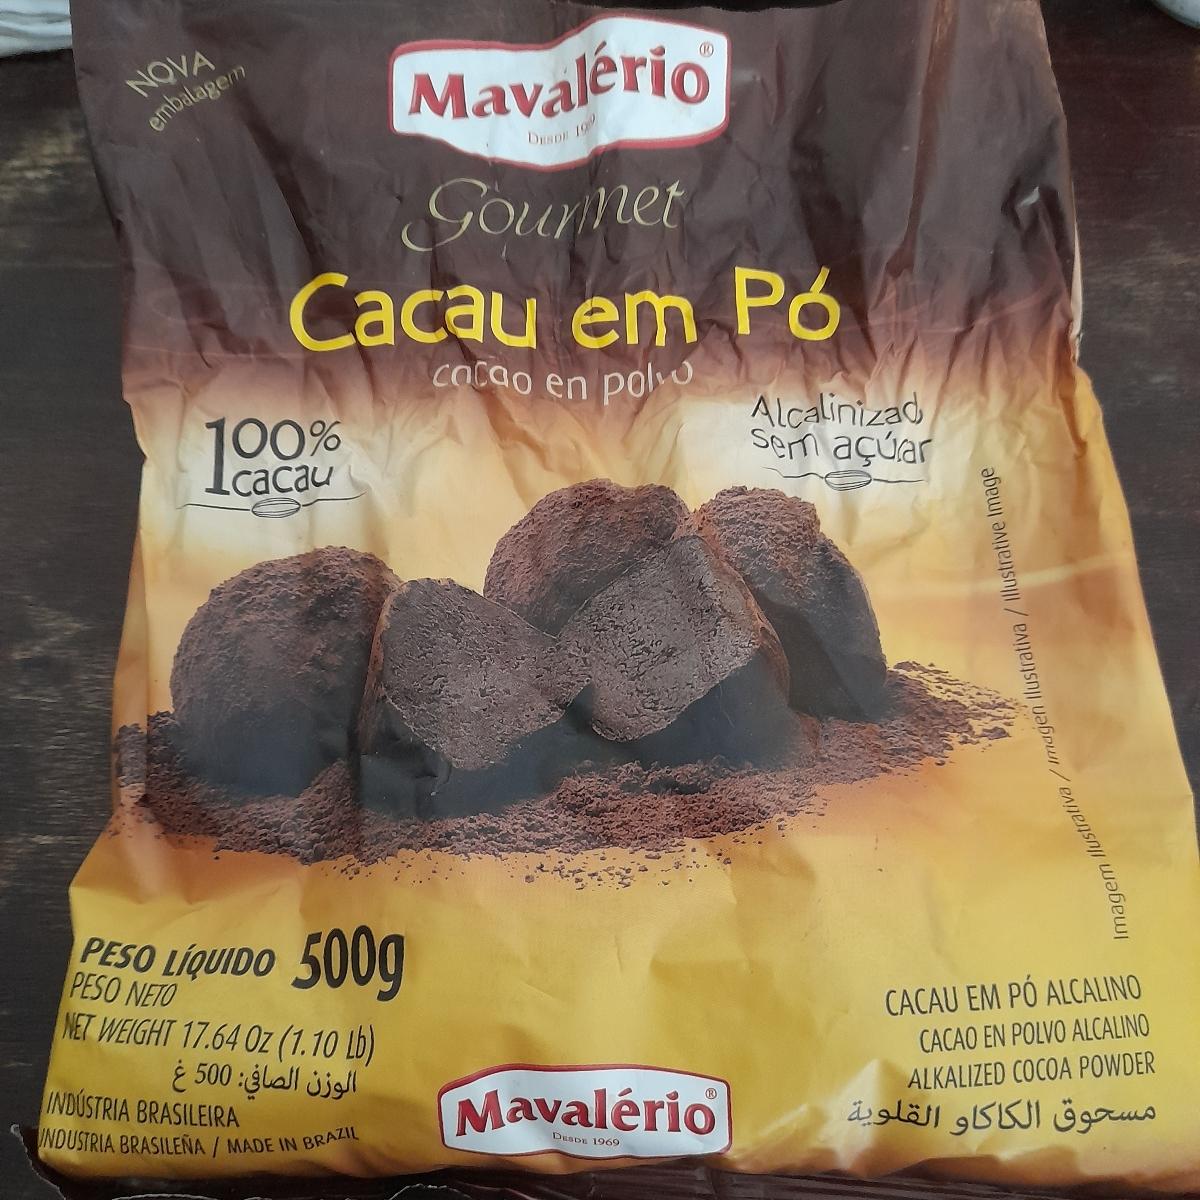 NOVA
embalagem
Mavalério®
DESDE 1969
Gourmet
Cacau em Pó
cacao en polvo
100%
cacau
Alcalinizado
sem açúcar
Imagem Ilustrativa / Imagen Ilustrativa / Illustrative Image
PESO LÍQUIDO 500g
PESO NETO
NET WEIGHT 17.64 Oz (1.10 Lb)
الوزن الصافي: 500 غ
INDÚSTRIA BRASILEIRA
INDUSTRIA BRASILEÑA / MADE IN BRAZIL
Mavalério®
DESDE 1969
CACAU EM PÓ ALCALINO
CACAO EN POLVO ALCALINO
ALKALIZED COCOA POWDER
مسحوق الكاكاو القلوية